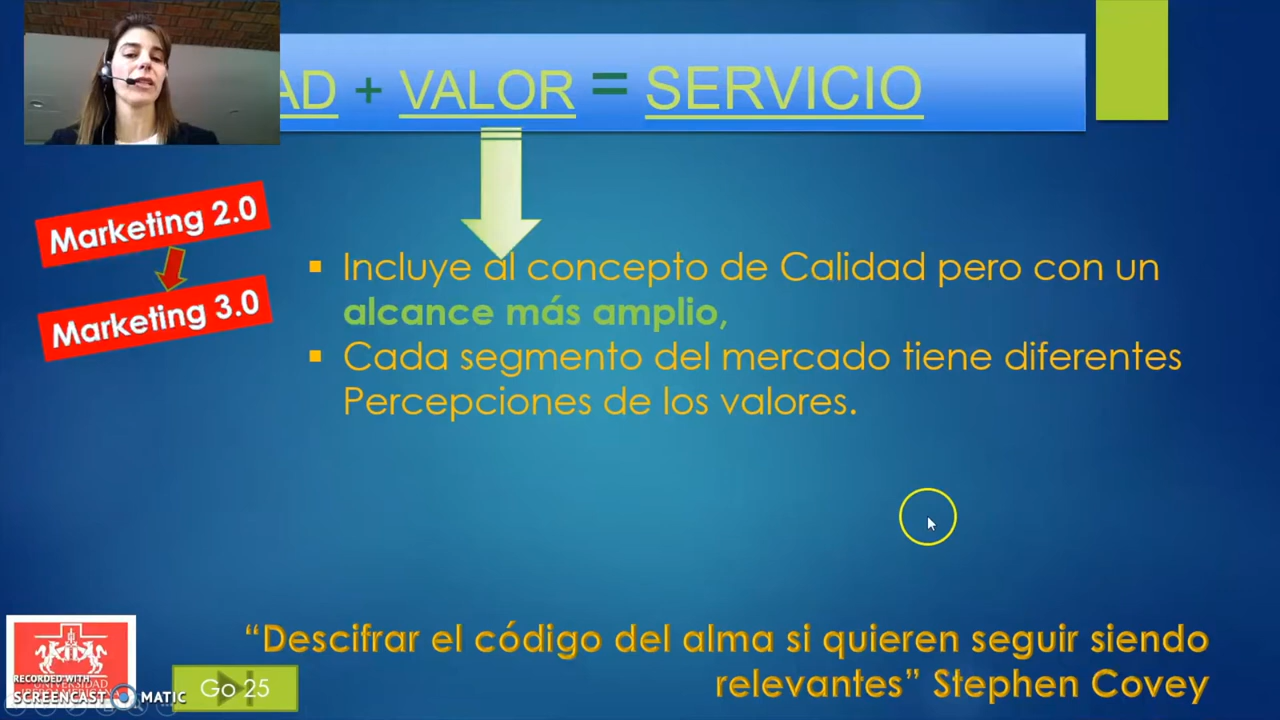 AD + VALOR = SERVICIO
Marketing 2.0
Marketing 3.0
▪ Incluye al concepto de Calidad pero con un
alcance más amplio,
▪ Cada segmento del mercado tiene diferentes
Percepciones de los valores.
“Descifrar el código del alma si quieren seguir siendo
relevantes” Stephen Covey
Go 25
RECORDED WITH
SCREENCAST MATIC